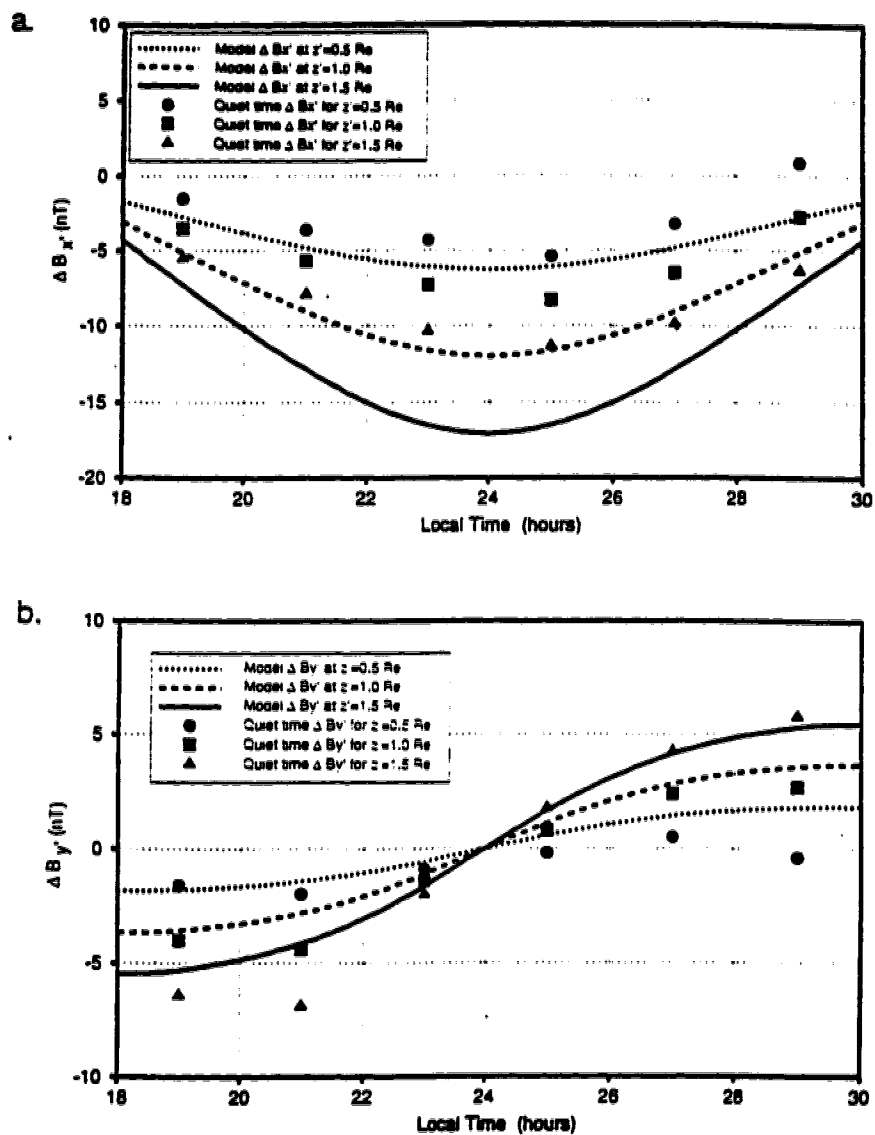 a.
10
5
0
-5
-10
-15
-20
Δ Bx' (nT)
Model Δ Bx' at z'=0.5 Re
Model Δ Bx' at z'=1.0 Re
Model Δ Bx' at z'=1.5 Re
Quiet time Δ Bx' for z'=0.5 Re
Quiet time Δ Bx' for z'=1.0 Re
Quiet time Δ Bx' for z'=1.5 Re
18 20 22 24 26 28 30
Local Time (hours)
b.
10
5
0
-5
-10
Δ By' (nT)
Model Δ By' at z'=0.5 Re
Model Δ By' at z'=1.0 Re
Model Δ By' at z'=1.5 Re
Quiet time Δ By' for z=0.5 Re
Quiet time Δ By' for z=1.0 Re
Quiet time Δ By' for z=1.5 Re
18 20 22 24 26 28 30
Local Time (hours)